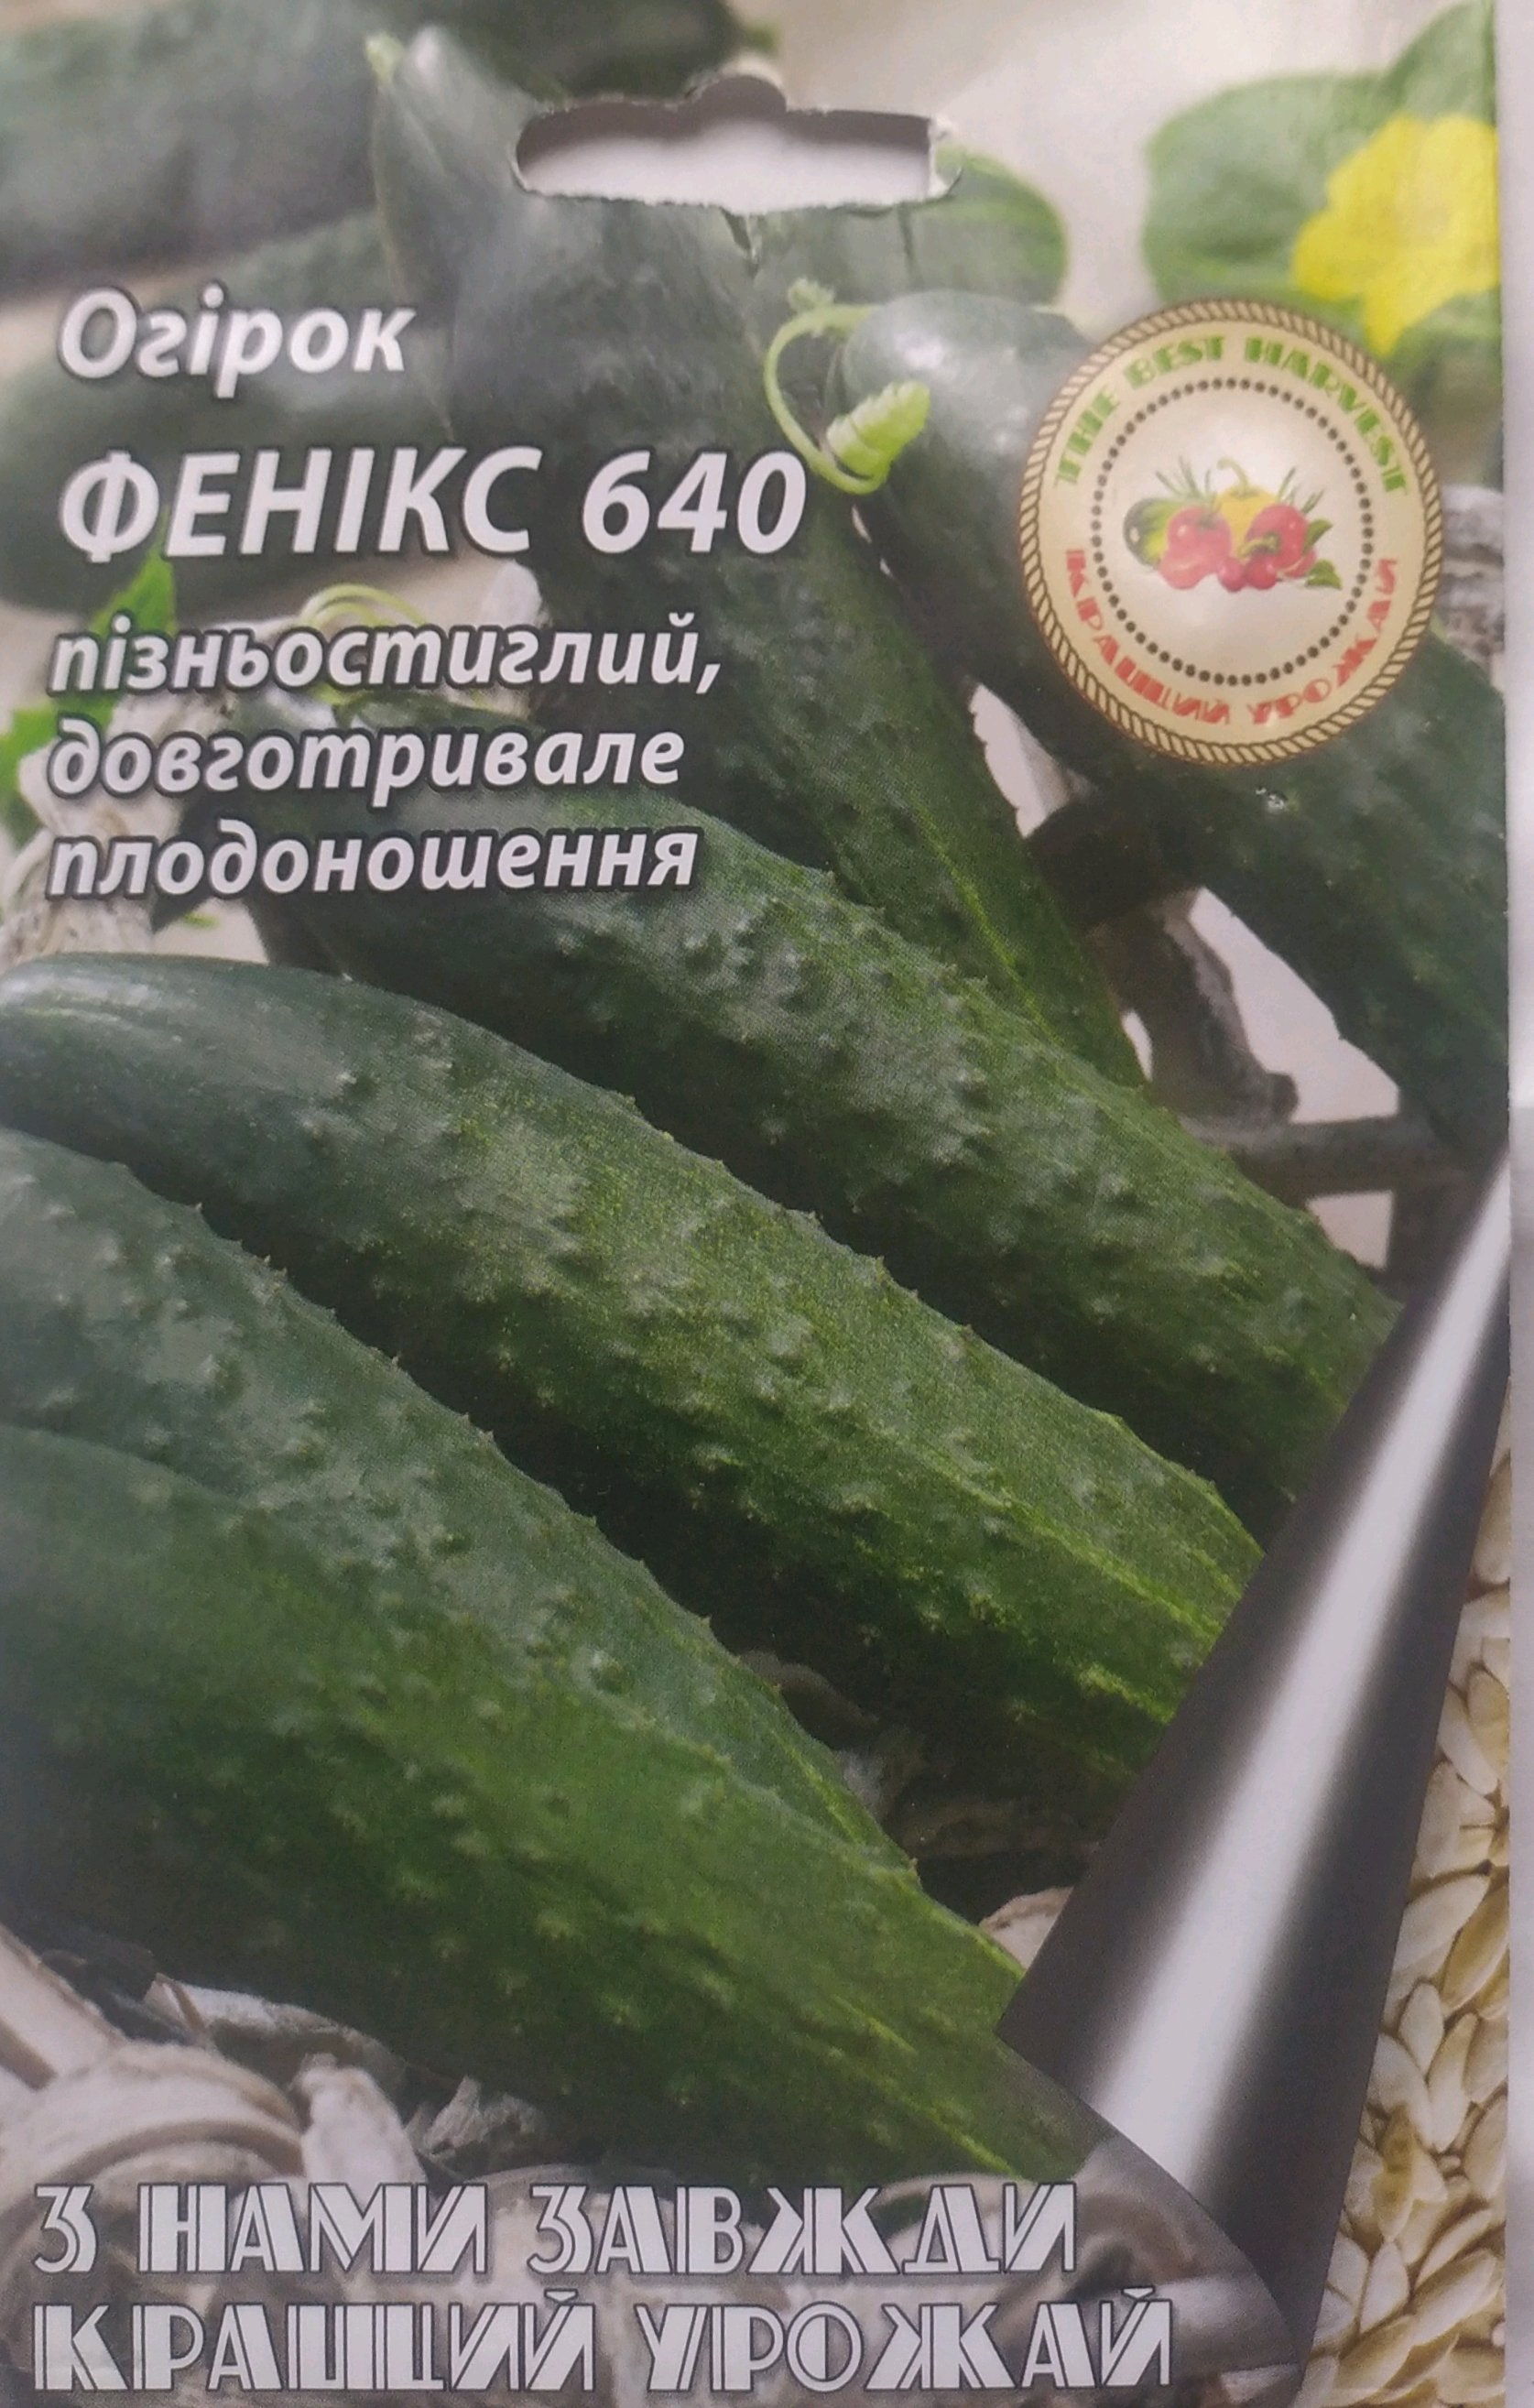 Огірок
ФЕНІКС 640
THE BEST HARVEST
КРАЩИЙ УРОЖАЙ
пізньостиглий,
довготривале
плодоношення
З НАМИ ЗАВЖДИ
КРАЩИЙ УРОЖАЙ